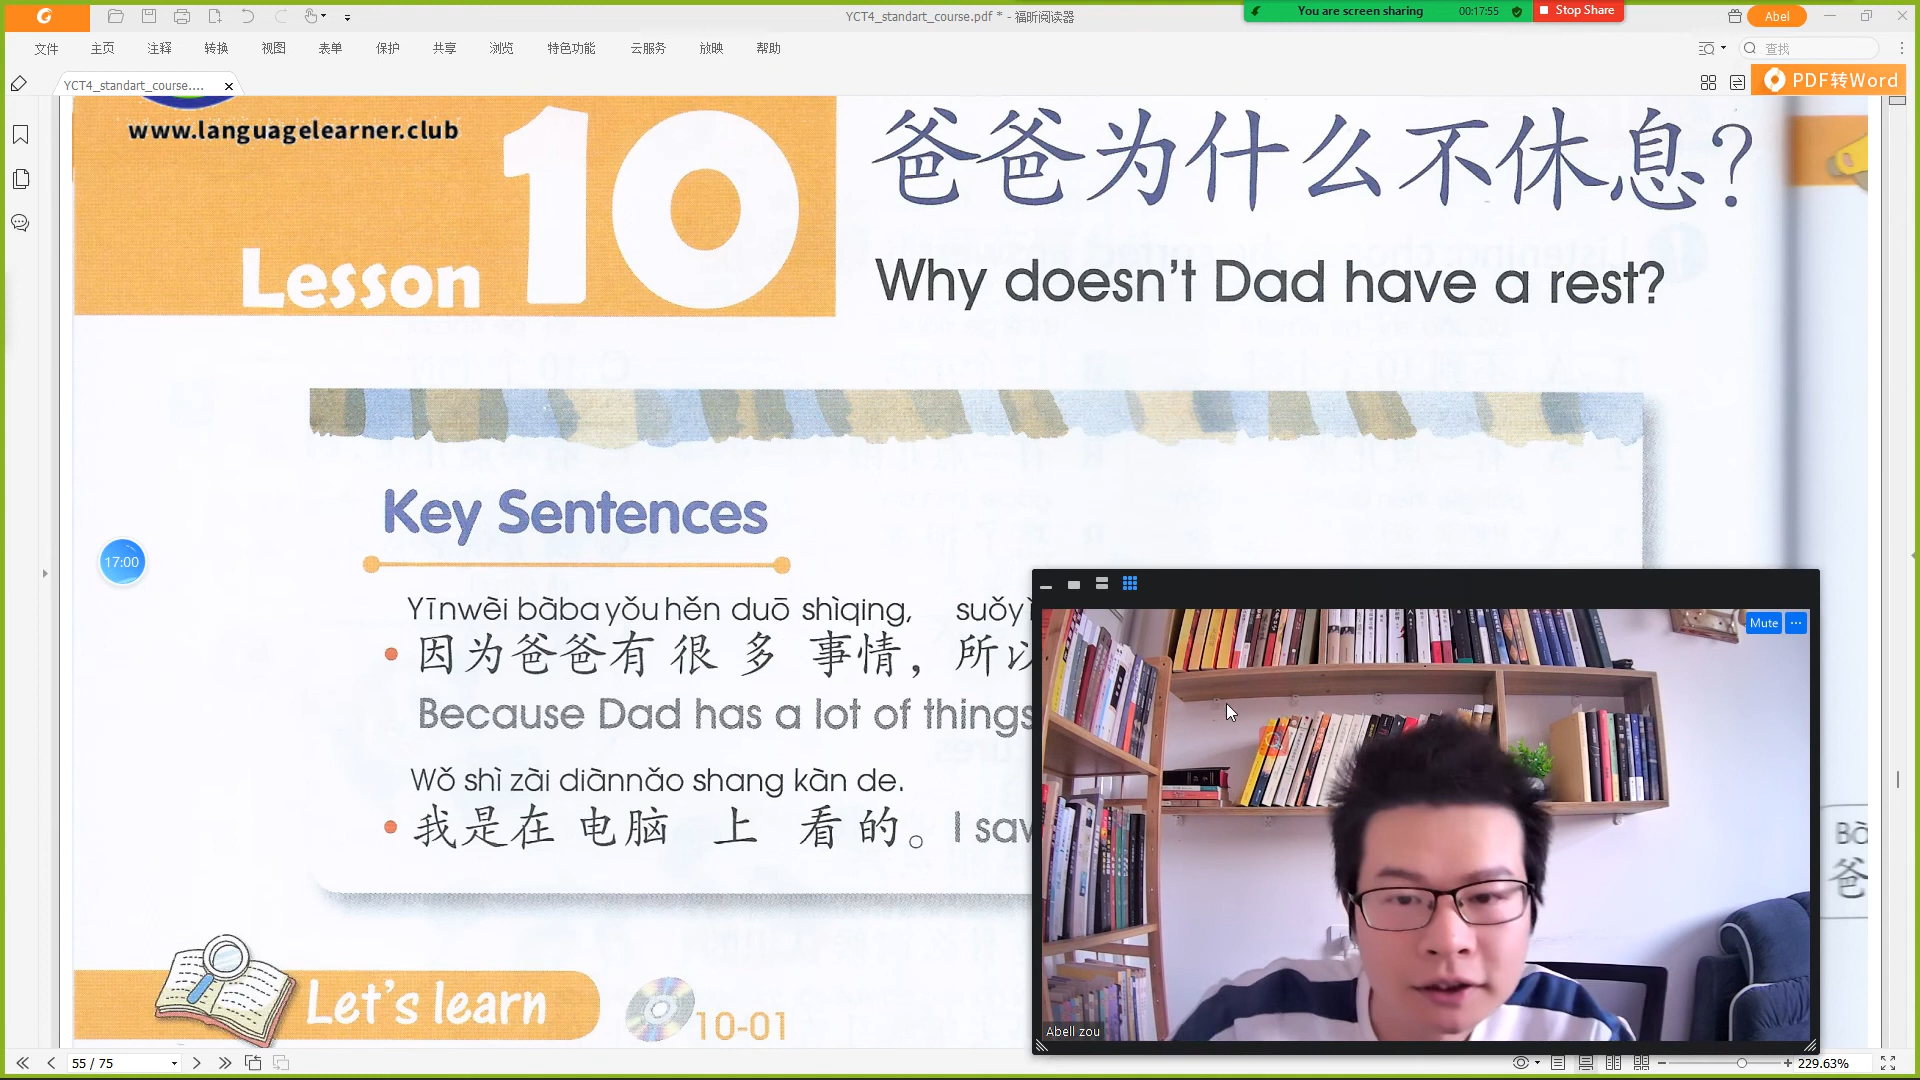 YCT4_standart_course.pdf * - 福昕阅读器
You are screen sharing
00:17:55
Stop Share
Abel
文件 主页 注释 转换 视图 表单 保护 共享 浏览 特色功能 云服务 放映 帮助
查找
YCT4_standart_course....
PDF转Word
www.languagelearner.club
Lesson 10
爸爸为什么不休息?
Why doesn't Dad have a rest?
Key Sentences
17:00
Yīnwèi bàba yǒu hěn duō shìqing, suǒyì
因为爸爸有很多事情，所以
Because Dad has a lot of things
Wǒ shì zài diànnǎo shang kàn de.
我是在电脑上看的。I saw
Let's learn
10-01
Mute
...
Abell zou
Bà
爸
55 / 75
229.63%